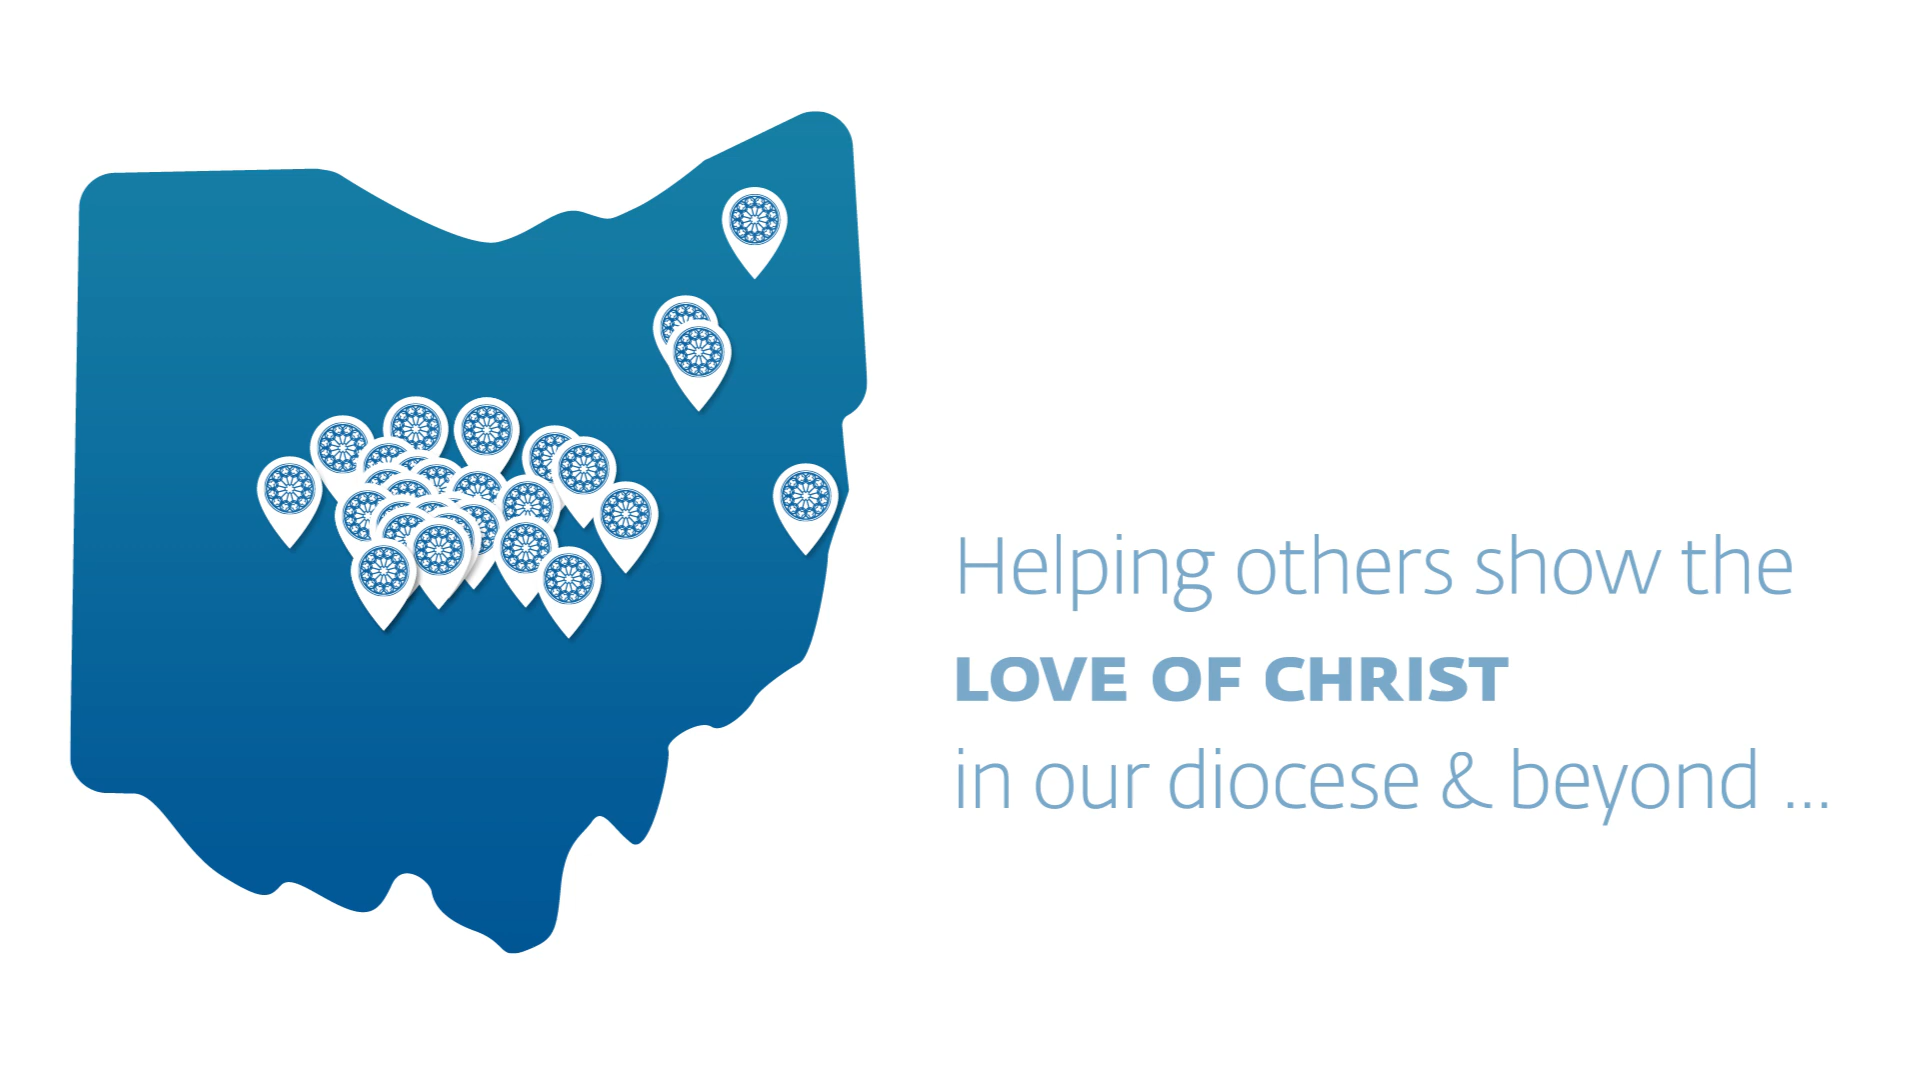 Helping others show the
LOVE OF CHRIST
in our diocese & beyond ...